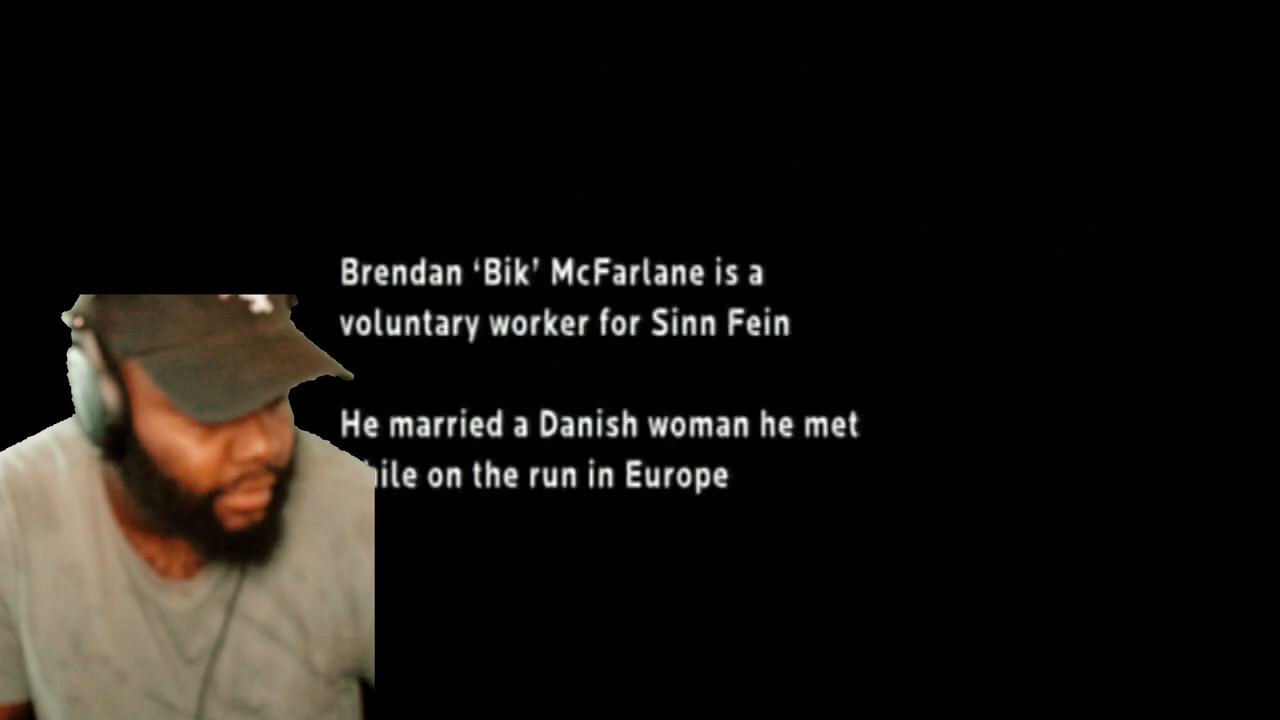 Brendan ‘Bik’ McFarlane is a
voluntary worker for Sinn Fein
He married a Danish woman he met
on the run in Europe